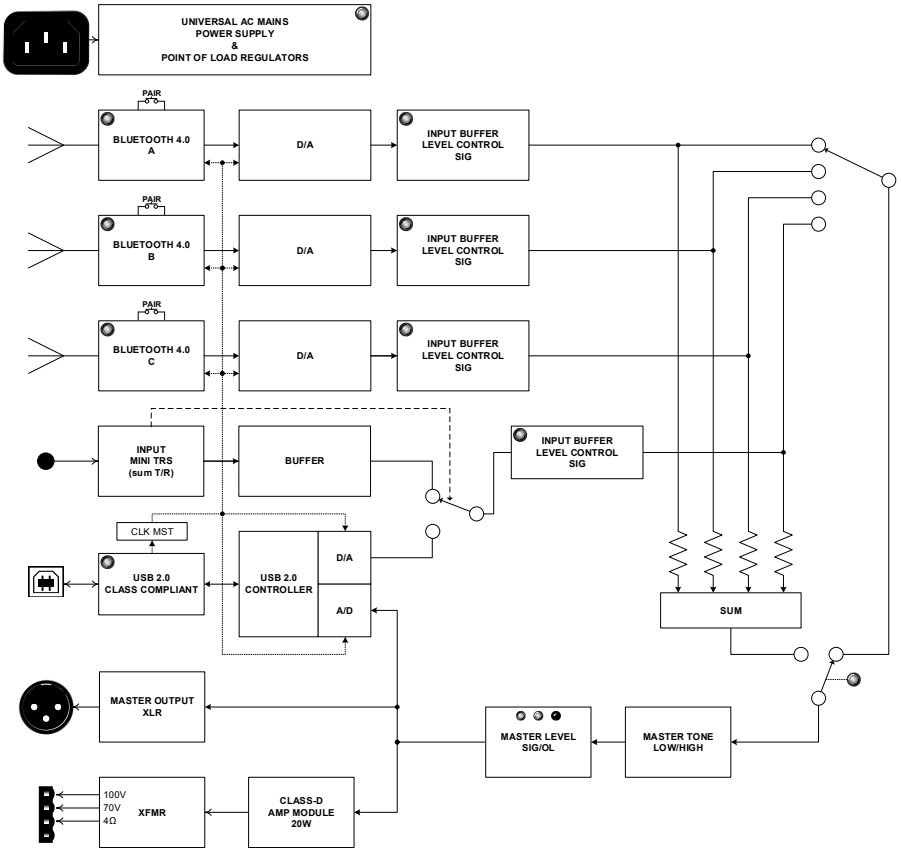 UNIVERSAL AC MAINS
POWER SUPPLY
&
POINT OF LOAD REGULATORS
PAIR
BLUETOOTH 4.0
A
D/A
INPUT BUFFER
LEVEL CONTROL
SIG
PAIR
BLUETOOTH 4.0
B
D/A
INPUT BUFFER
LEVEL CONTROL
SIG
PAIR
BLUETOOTH 4.0
C
D/A
INPUT BUFFER
LEVEL CONTROL
SIG
INPUT
MINI TRS
(sum T/R)
BUFFER
INPUT BUFFER
LEVEL CONTROL
SIG
CLK MST
USB 2.0
CLASS COMPLIANT
USB 2.0
CONTROLLER
D/A
A/D
SUM
MASTER OUTPUT
XLR
MASTER LEVEL
SIG/OL
MASTER TONE
LOW/HIGH
100V
70V
4Ω
XFMR
CLASS-D
AMP MODULE
20W